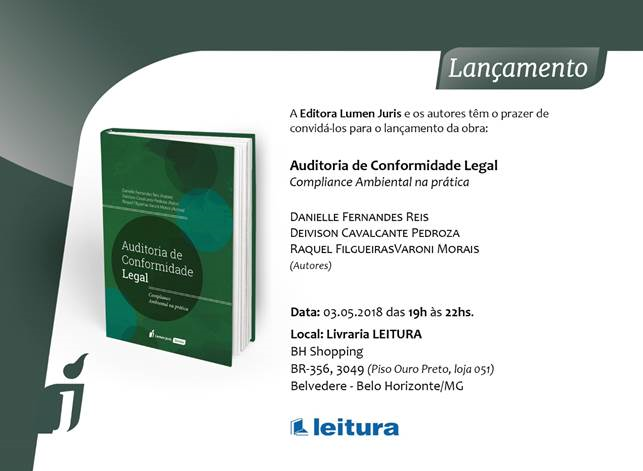 Lançamento
A Editora Lumen Juris e os autores têm o prazer de
convidá-los para o lançamento da obra:
Auditoria de Conformidade Legal
Compliance Ambiental na prática
DANIELLE FERNANDES REIS
DEIVISON CAVALCANTE PEDROZA
RAQUEL FILGUEIRASVARONI MORAIS
(Autores)
Data: 03.05.2018 das 19h às 22hs.
Local: Livraria LEITURA
BH Shopping
BR-356, 3049 (Piso Ouro Preto, loja 051)
Belvedere - Belo Horizonte/MG
leitura
Danielle Fernandes Reis
Deivison Cavalcante Pedroza
Raquel Filgueiras Varoni Morais
Auditoria de
Conformidade
Legal
Compliance
Ambiental na prática